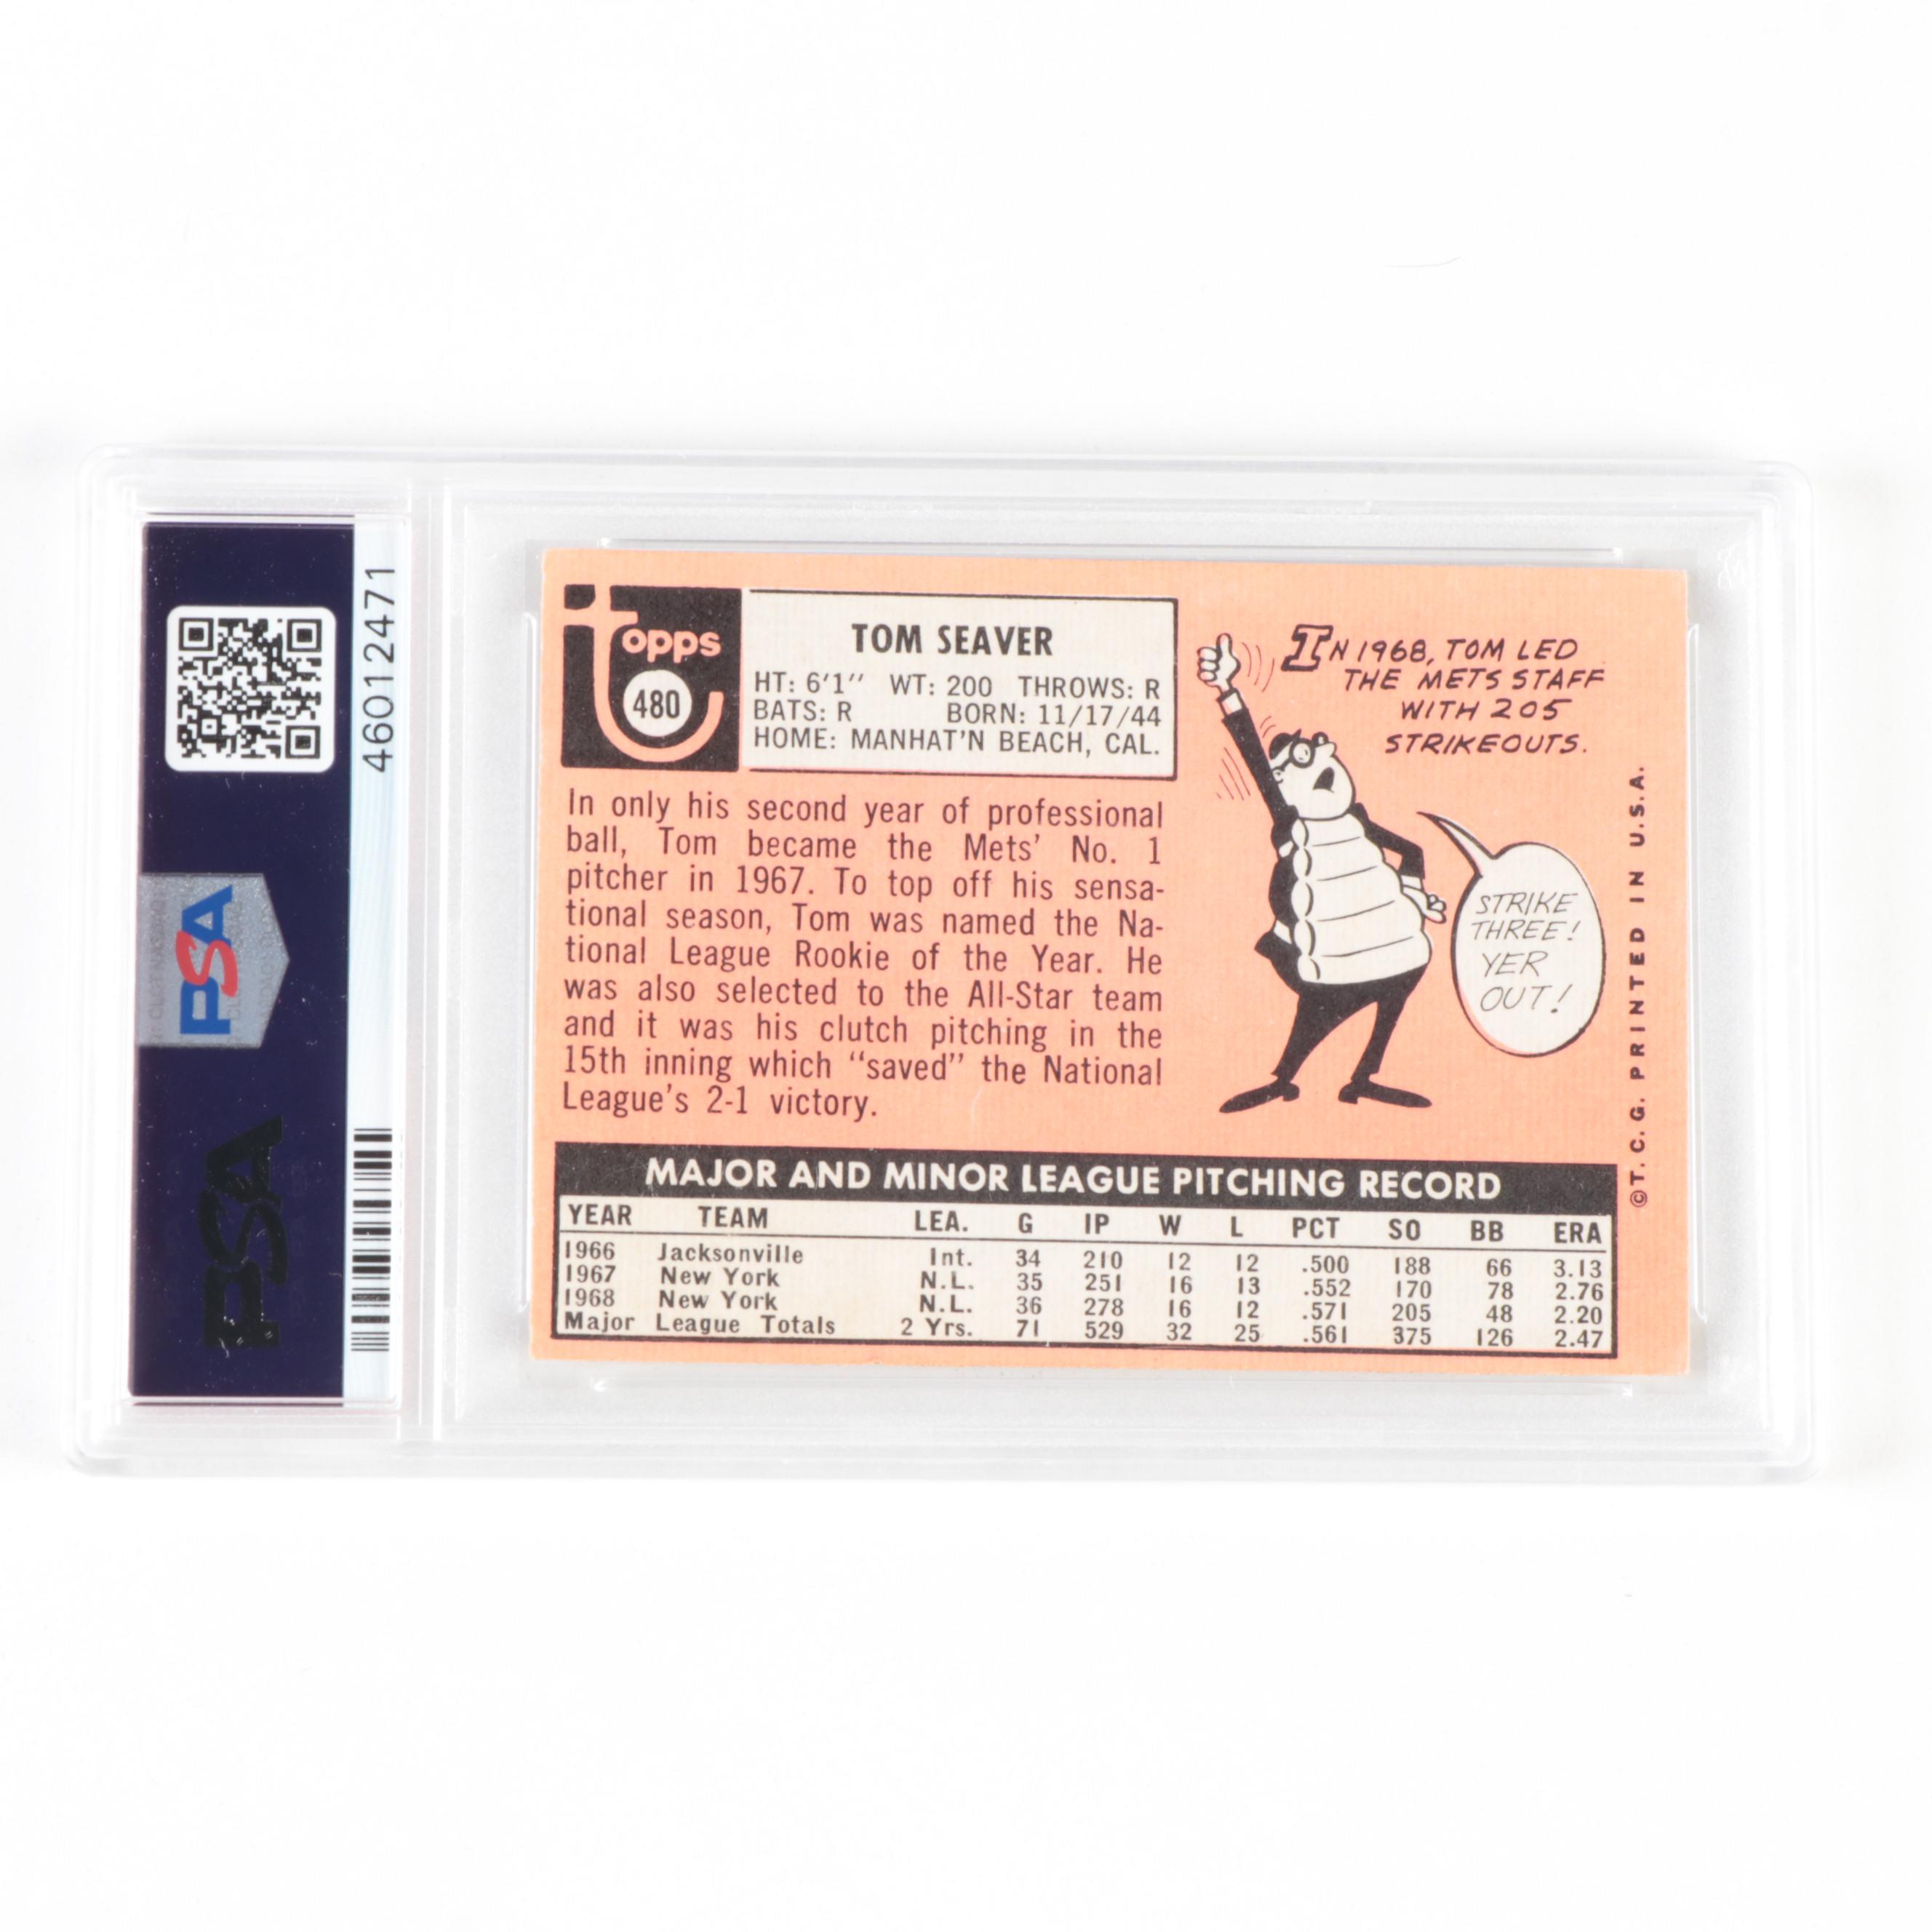 46012471
PSA
PSA
topps
480
TOM SEAVER
HT: 6'1" WT: 200 THROWS: R
BATS: R BORN: 11/17/44
HOME: MANHAT'N BEACH, CAL.
In only his second year of professional
ball, Tom became the Mets' No. 1
pitcher in 1967. To top off his sensa-
tional season, Tom was named the Na-
tional League Rookie of the Year. He
was also selected to the All-Star team
and it was his clutch pitching in the
15th inning which "saved" the National
League's 2-1 victory.
IN 1968, TOM LED
THE METS STAFF
WITH 205
STRIKEOUTS.
STRIKE
THREE!
YER
OUT!
©T.C.G. PRINTED IN U.S.A.
MAJOR AND MINOR LEAGUE PITCHING RECORD
YEAR TEAM LEA. G IP W L PCT SO BB ERA
1966 Jacksonville Int. 34 210 12 12 .500 188 66 3.13
1967 New York N.L. 35 251 16 13 .552 170 78 2.76
1968 New York N.L. 36 278 16 12 .571 205 48 2.20
Major League Totals 2 Yrs. 71 529 32 25 .561 375 126 2.47